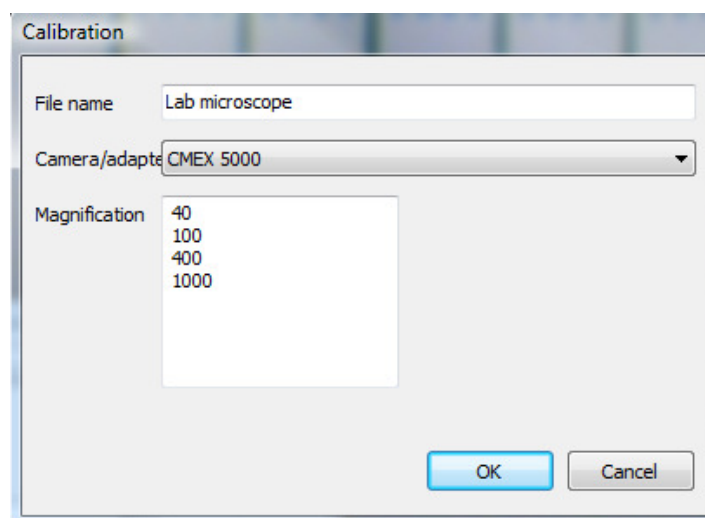 Calibration
File name Lab microscope
Camera/adapte CMEX 5000
Magnification 40
100
400
1000
OK Cancel